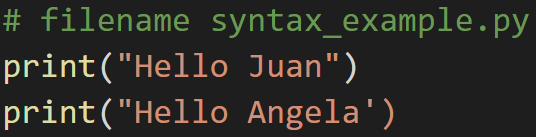 # filename syntax_example.py
print("Hello Juan")
print("Hello Angela')